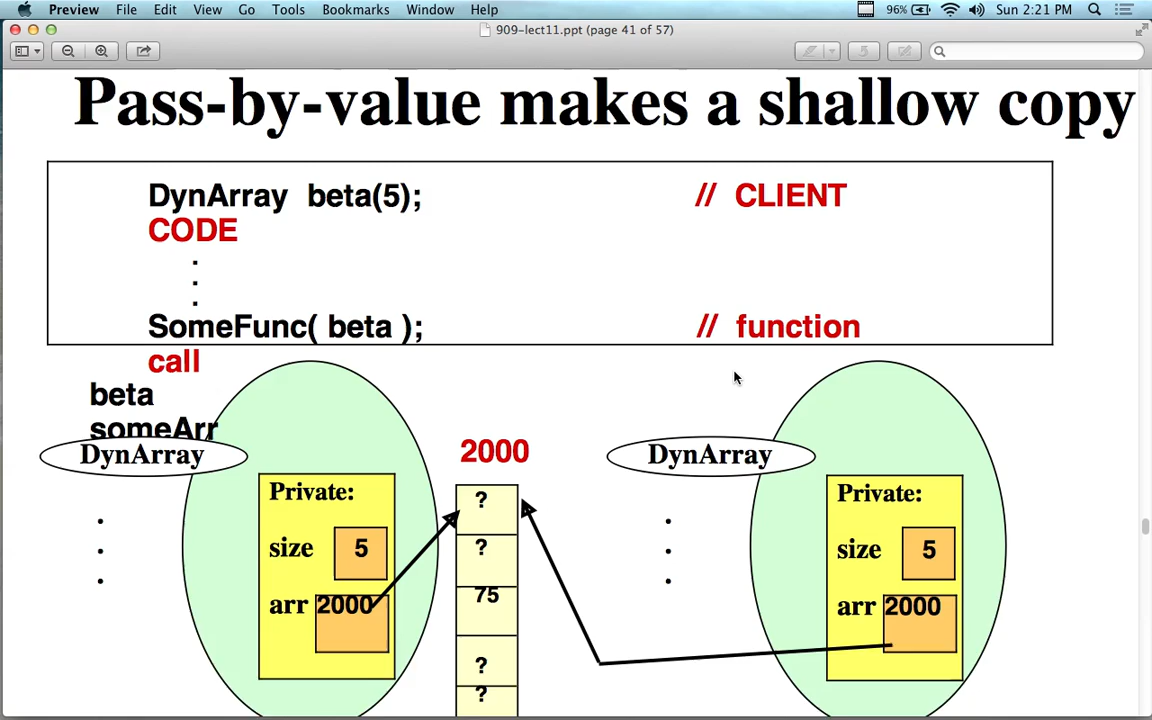 Preview File Edit View Go Tools Bookmarks Window Help 96% Sun 2:21 PM
909-lect11.ppt (page 41 of 57)
Pass-by-value makes a shallow copy
DynArray beta(5); // CLIENT
CODE
.
.
.
SomeFunc( beta ); // function
call
beta
someArr
DynArray 2000 DynArray
Private: ? Private:
. .
size 5 ? size 5
. .
. .
arr 2000 75 arr 2000
?
?